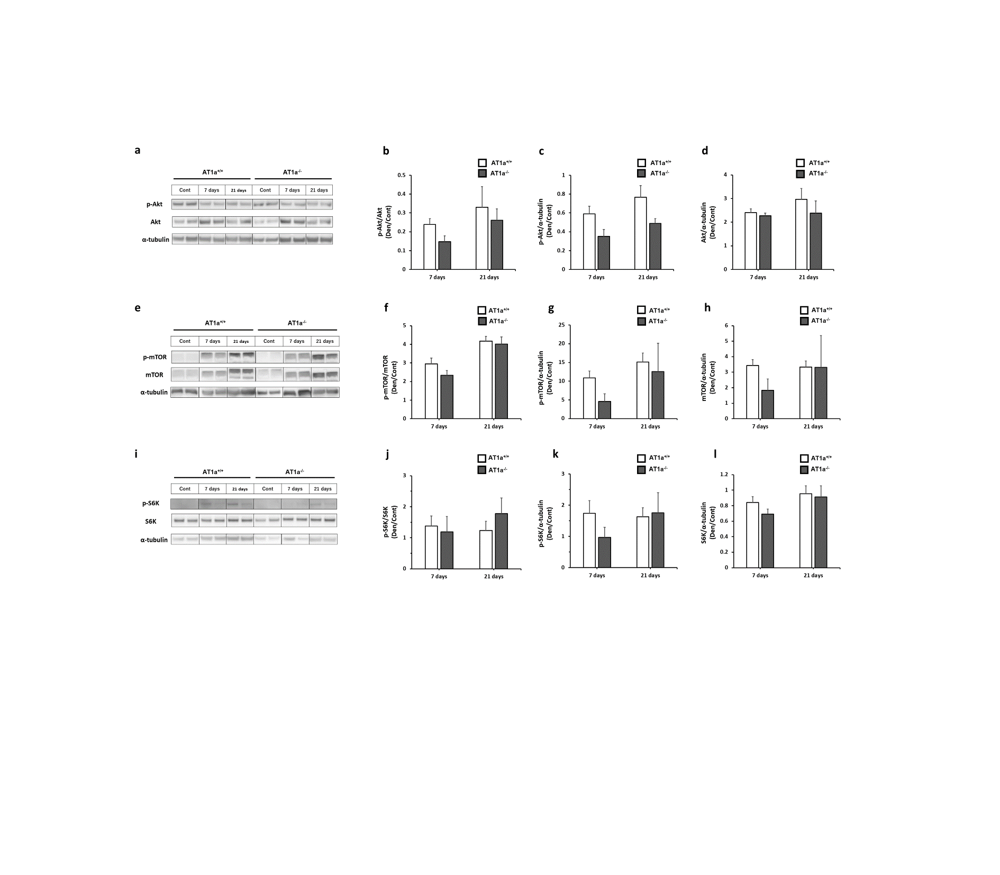 a
AT1a+/+ AT1a-/-
Cont 7 days 21 days Cont 7 days 21 days
p-Akt
Akt
α-tubulin
b
AT1a+/+
AT1a-/-
p-Akt/Akt
(Den/Cont)
0.5
0.4
0.3
0.2
0.1
0
7 days 21 days
c
AT1a+/+
AT1a-/-
p-Akt/α-tubulin
(Den/Cont)
1
0.8
0.6
0.4
0.2
0
7 days 21 days
d
AT1a+/+
AT1a-/-
Akt/α-tubulin
(Den/Cont)
4
3
2
1
0
7 days 21 days
e
AT1a+/+ AT1a-/-
Cont 7 days 21 days Cont 7 days 21 days
p-mTOR
mTOR
α-tubulin
f
AT1a+/+
AT1a-/-
p-mTOR/mTOR
(Den/Cont)
5
4
3
2
1
0
7 days 21 days
g
AT1a+/+
AT1a-/-
p-mTOR/α-tubulin
(Den/Cont)
25
20
15
10
5
0
7 days 21 days
h
AT1a+/+
AT1a-/-
mTOR/α-tubulin
(Den/Cont)
6
5
4
3
2
1
0
7 days 21 days
i
AT1a+/+ AT1a-/-
Cont 7 days 21 days Cont 7 days 21 days
p-S6K
S6K
α-tubulin
j
AT1a+/+
AT1a-/-
p-S6K/S6K
(Den/Cont)
3
2
1
0
7 days 21 days
k
AT1a+/+
AT1a-/-
p-S6K/α-tubulin
(Den/Cont)
3
2
1
0
7 days 21 days
l
AT1a+/+
AT1a-/-
S6K/α-tubulin
(Den/Cont)
1.2
1
0.8
0.6
0.4
0.2
0
7 days 21 days